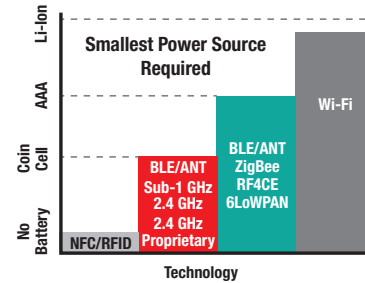 Smallest Power Source
Required
Li-Ion
AAA
Coin
Cell
No
Battery
NFC/RFID
BLE/ANT
Sub-1 GHz
2.4 GHz
2.4 GHz
Proprietary
BLE/ANT
ZigBee
RF4CE
6LoWPAN
Wi-Fi
Technology